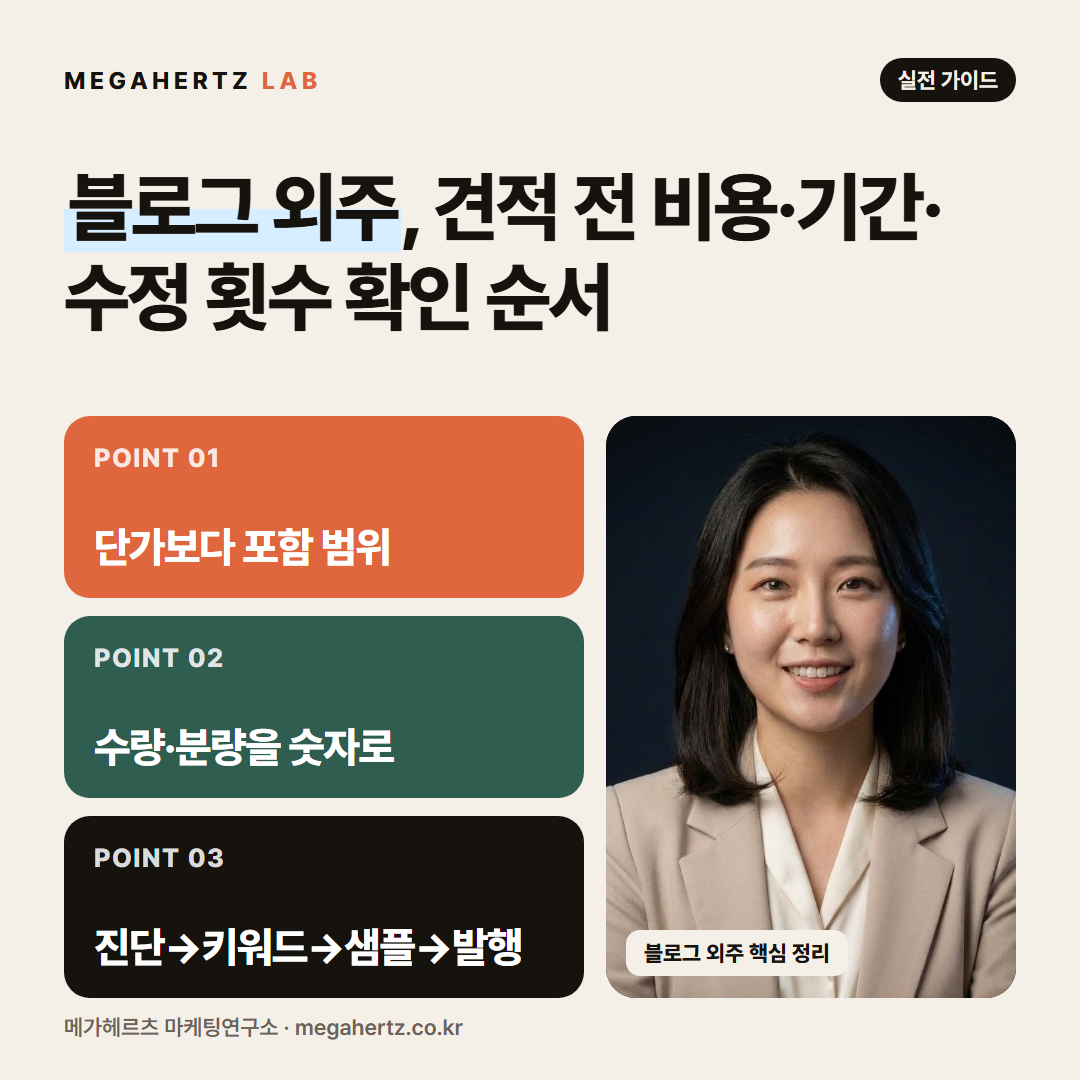 MEGAHERTZ LAB
실전 가이드
블로그 외주, 견적 전 비용·기간·
수정 횟수 확인 순서
POINT 01
단가보다 포함 범위
POINT 02
수량·분량을 숫자로
POINT 03
진단→키워드→샘플→발행
블로그 외주 핵심 정리
메가헤르츠 마케팅연구소 · megahertz.co.kr